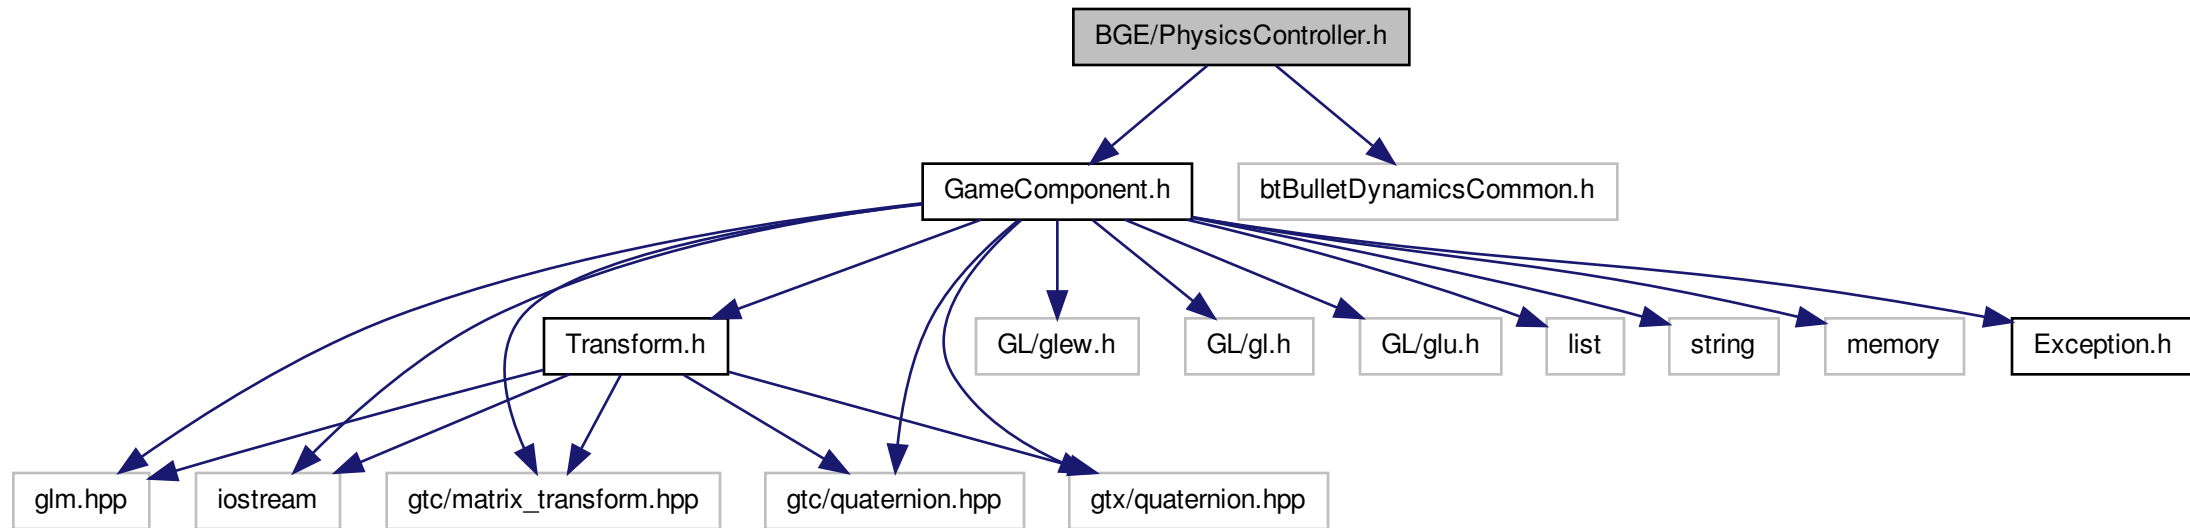 BGE/PhysicsController.h
GameComponent.h
btBulletDynamicsCommon.h
Transform.h
GL/glew.h
GL/gl.h
GL/glu.h
list
string
memory
Exception.h
glm.hpp
iostream
gtc/matrix_transform.hpp
gtc/quaternion.hpp
gtx/quaternion.hpp